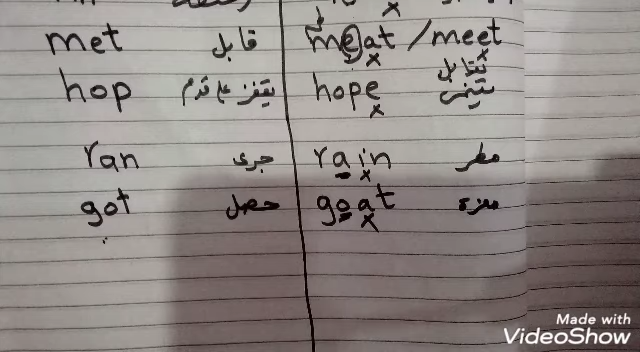 met قابل meat / meet
hop يقفز على قدم hope يتمنى يتقابل
ran جرى rain مطر
got حصل goat معزة
Made with
VideoShow